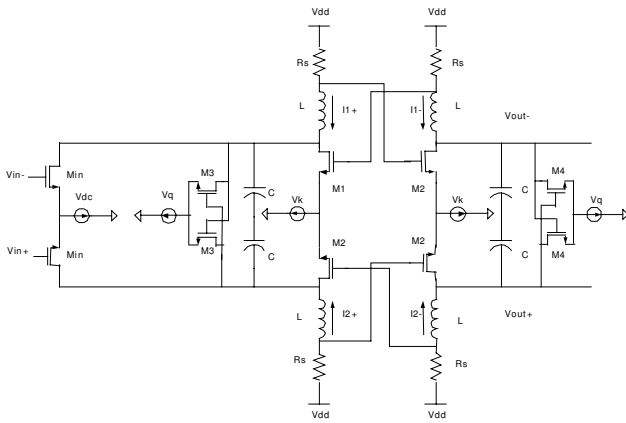 Vdd Vdd
Rs Rs
L I1+ I1- L
Vout-
Vin- Min M3 C M1 M2 C M4
Vdc Vq Vk Vk Vq
Vin+ Min M3 C M2 M2 C M4
L I2+ I2- L Vout+
Rs Rs
Vdd Vdd